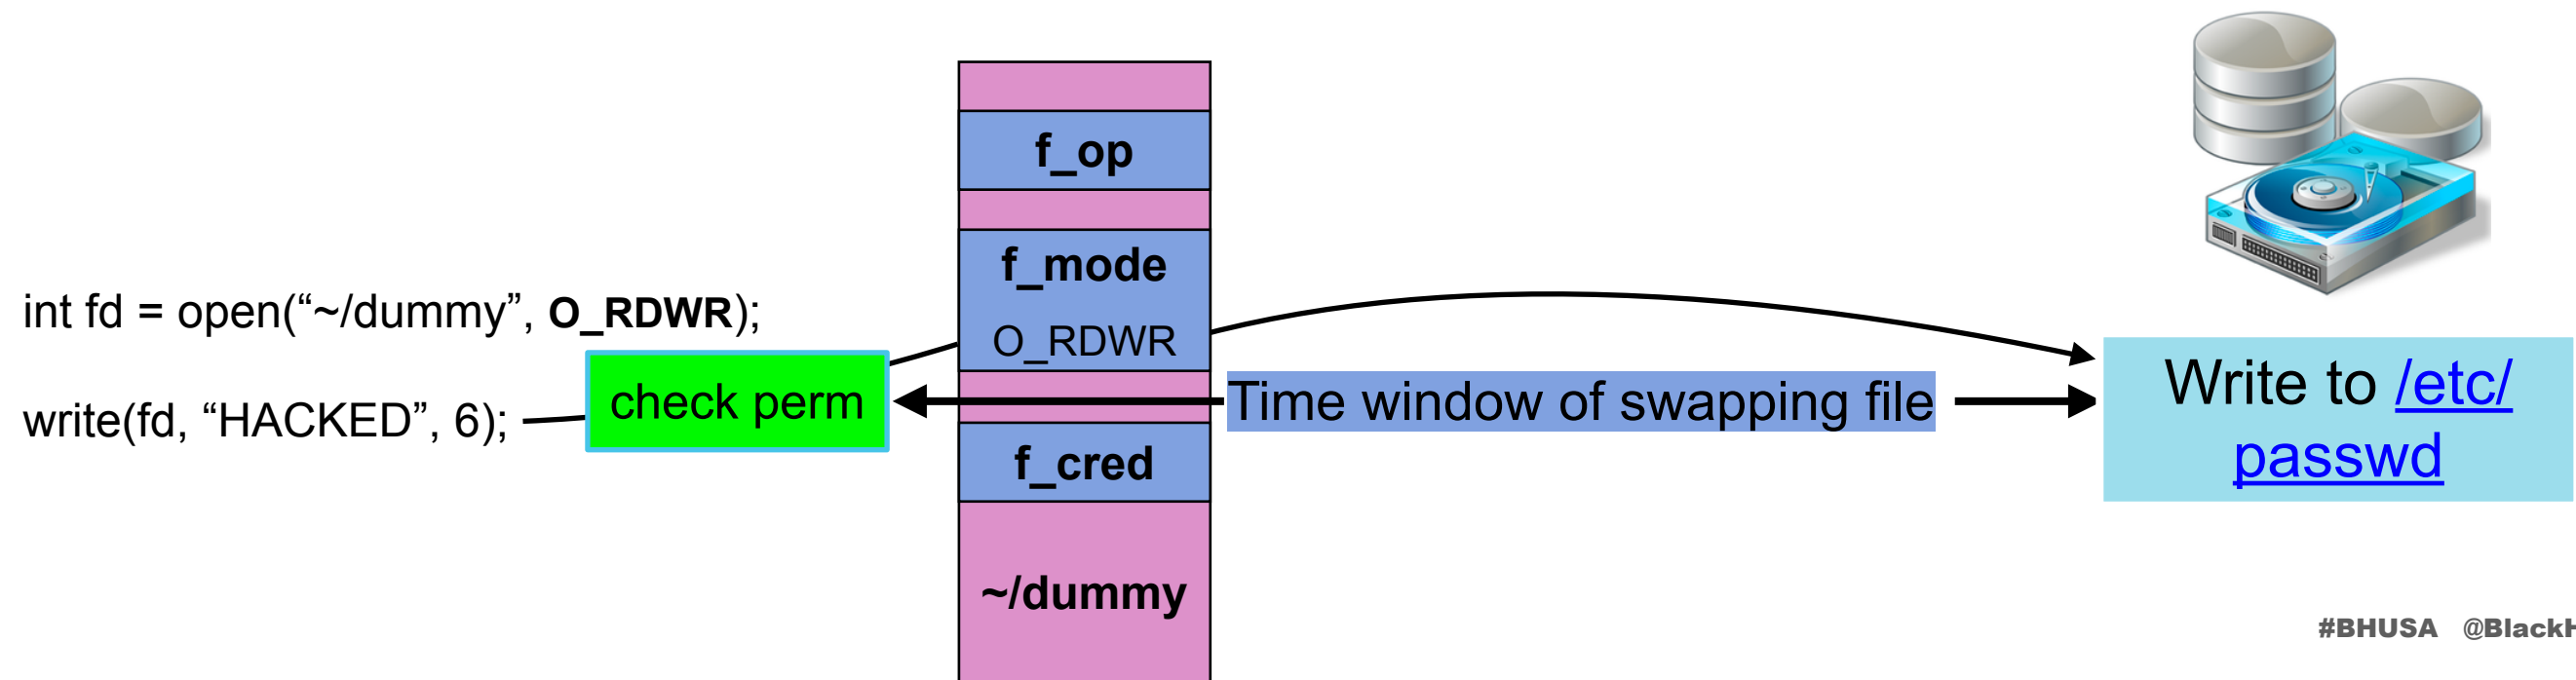 f_op
f_mode
O_RDWR
int fd = open(“~/dummy”, O_RDWR);
check perm
write(fd, “HACKED”, 6);
Time window of swapping file
Write to /etc/
passwd
f_cred
~/dummy
#BHUSA @BlackH